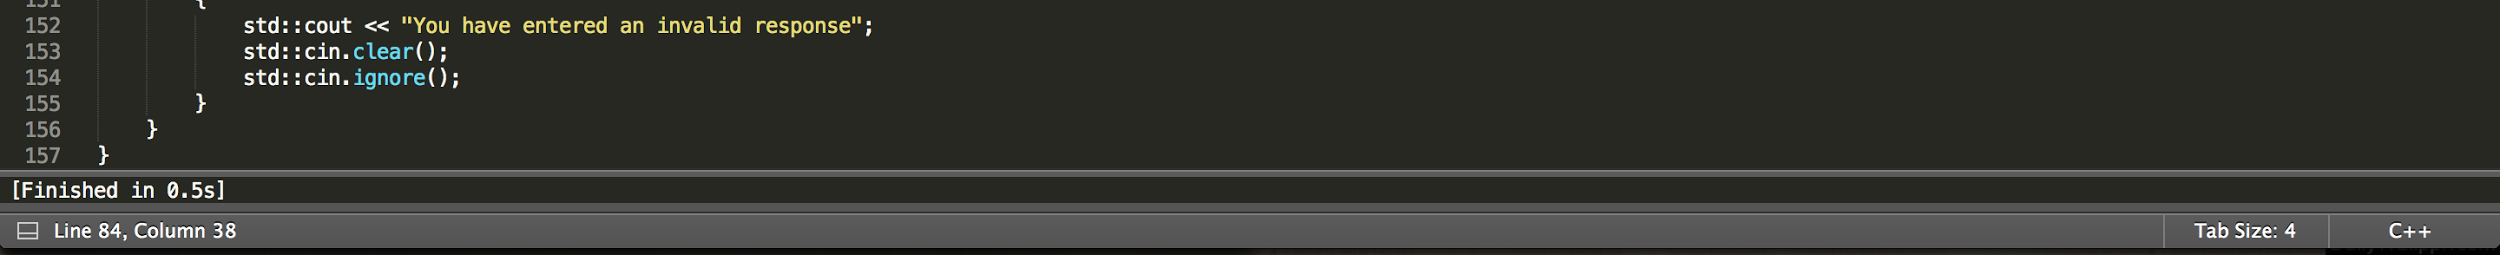 151 {
152 std::cout << "You have entered an invalid response";
153 std::cin.clear();
154 std::cin.ignore();
155 }
156 }
157 }
[Finished in 0.5s]
Line 84, Column 38 Tab Size: 4 C++